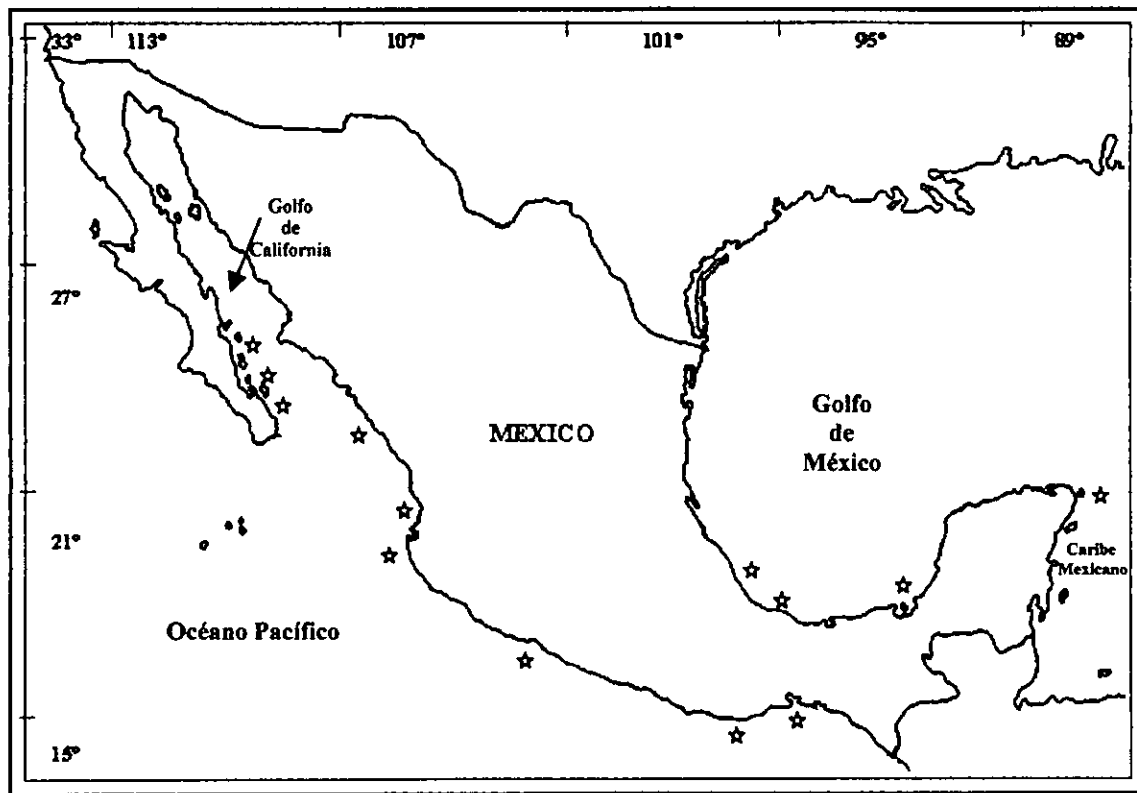 33° 113° 107° 101° 95° 89°
Golfo
de
California
27°
MEXICO
Golfo
de
México
21°
Caribe
Mexicano
Océano Pacífico
15°